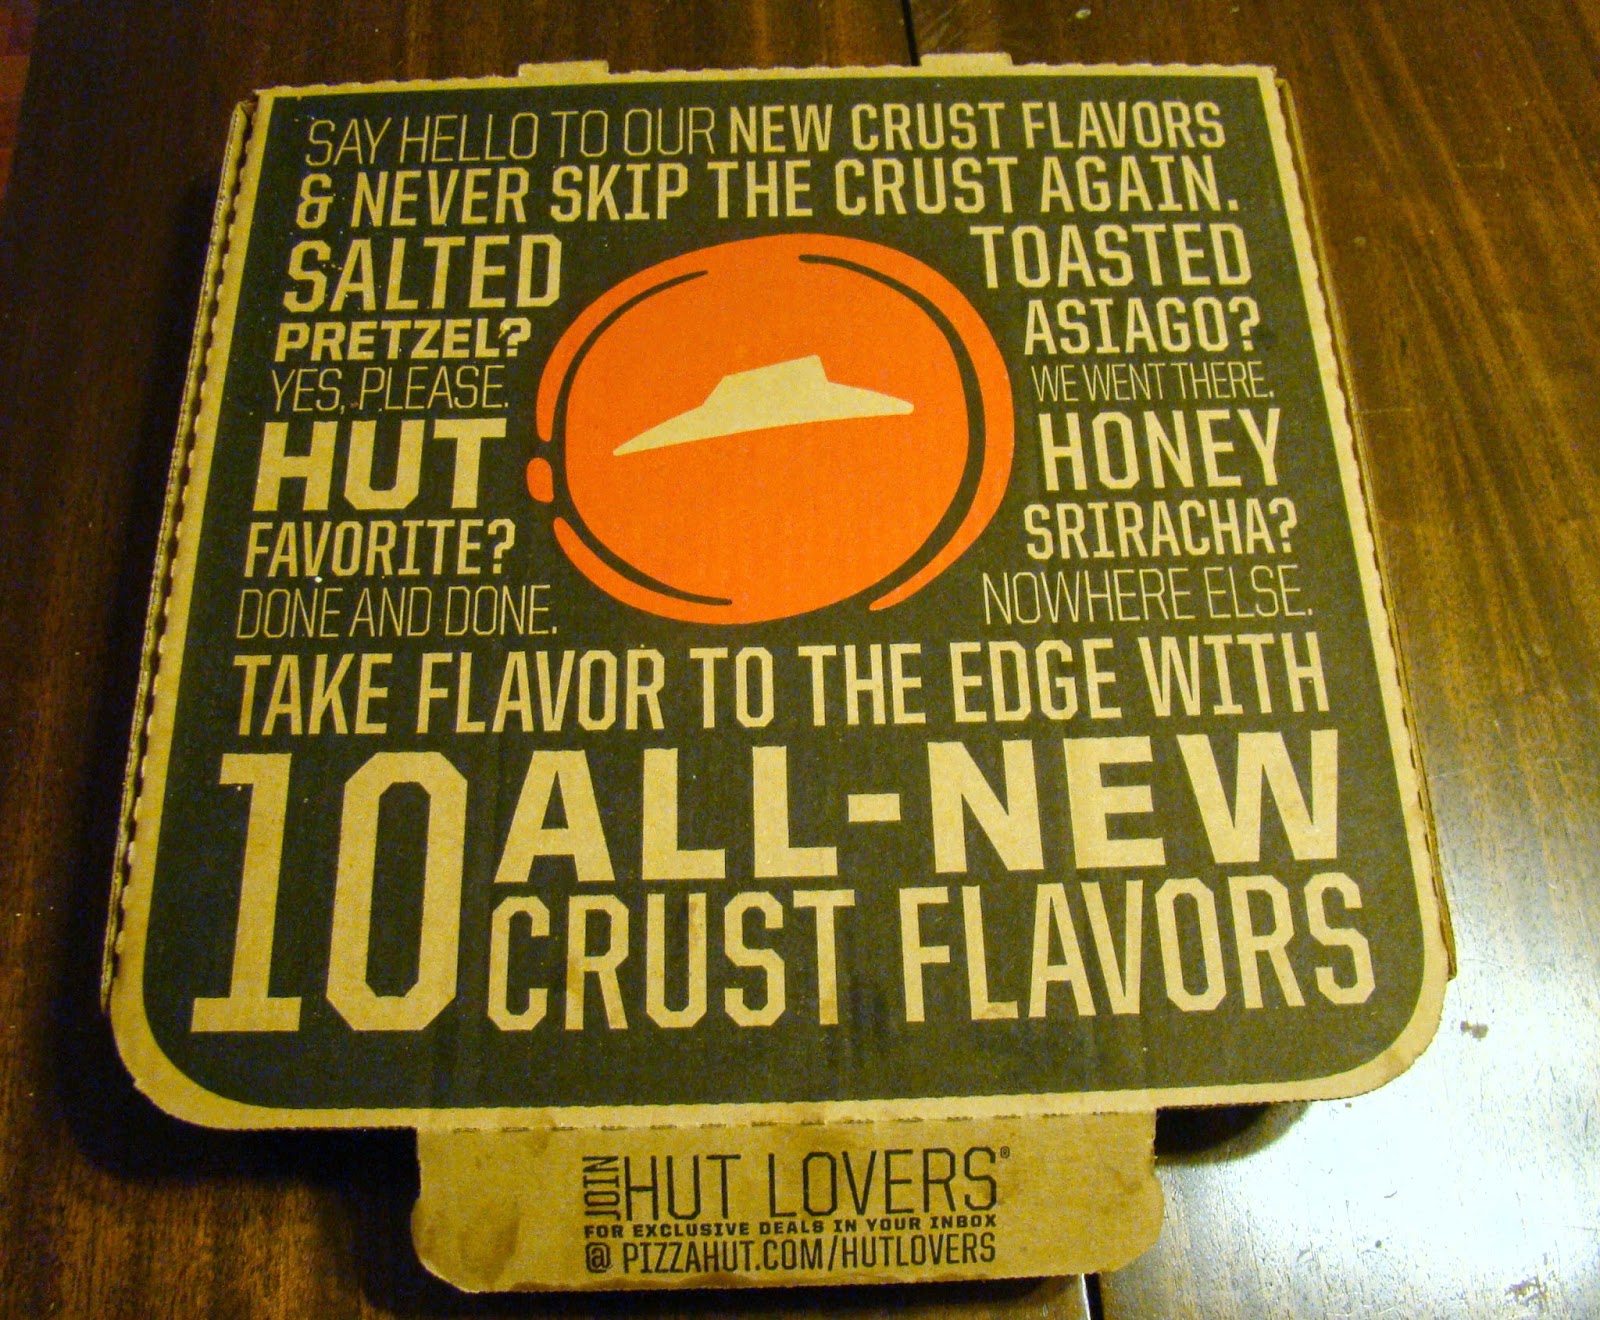 SAY HELLO TO OUR NEW CRUST FLAVORS
& NEVER SKIP THE CRUST AGAIN.
SALTED
PRETZEL?
YES, PLEASE.
HUT
FAVORITE?
DONE AND DONE.
TOASTED
ASIAGO?
WE WENT THERE.
HONEY
SRIRACHA?
NOWHERE ELSE.
TAKE FLAVOR TO THE EDGE WITH
10 ALL-NEW
CRUST FLAVORS
JOIN HUT LOVERS®
FOR EXCLUSIVE DEALS IN YOUR INBOX
@ PIZZAHUT.COM/HUTLOVERS